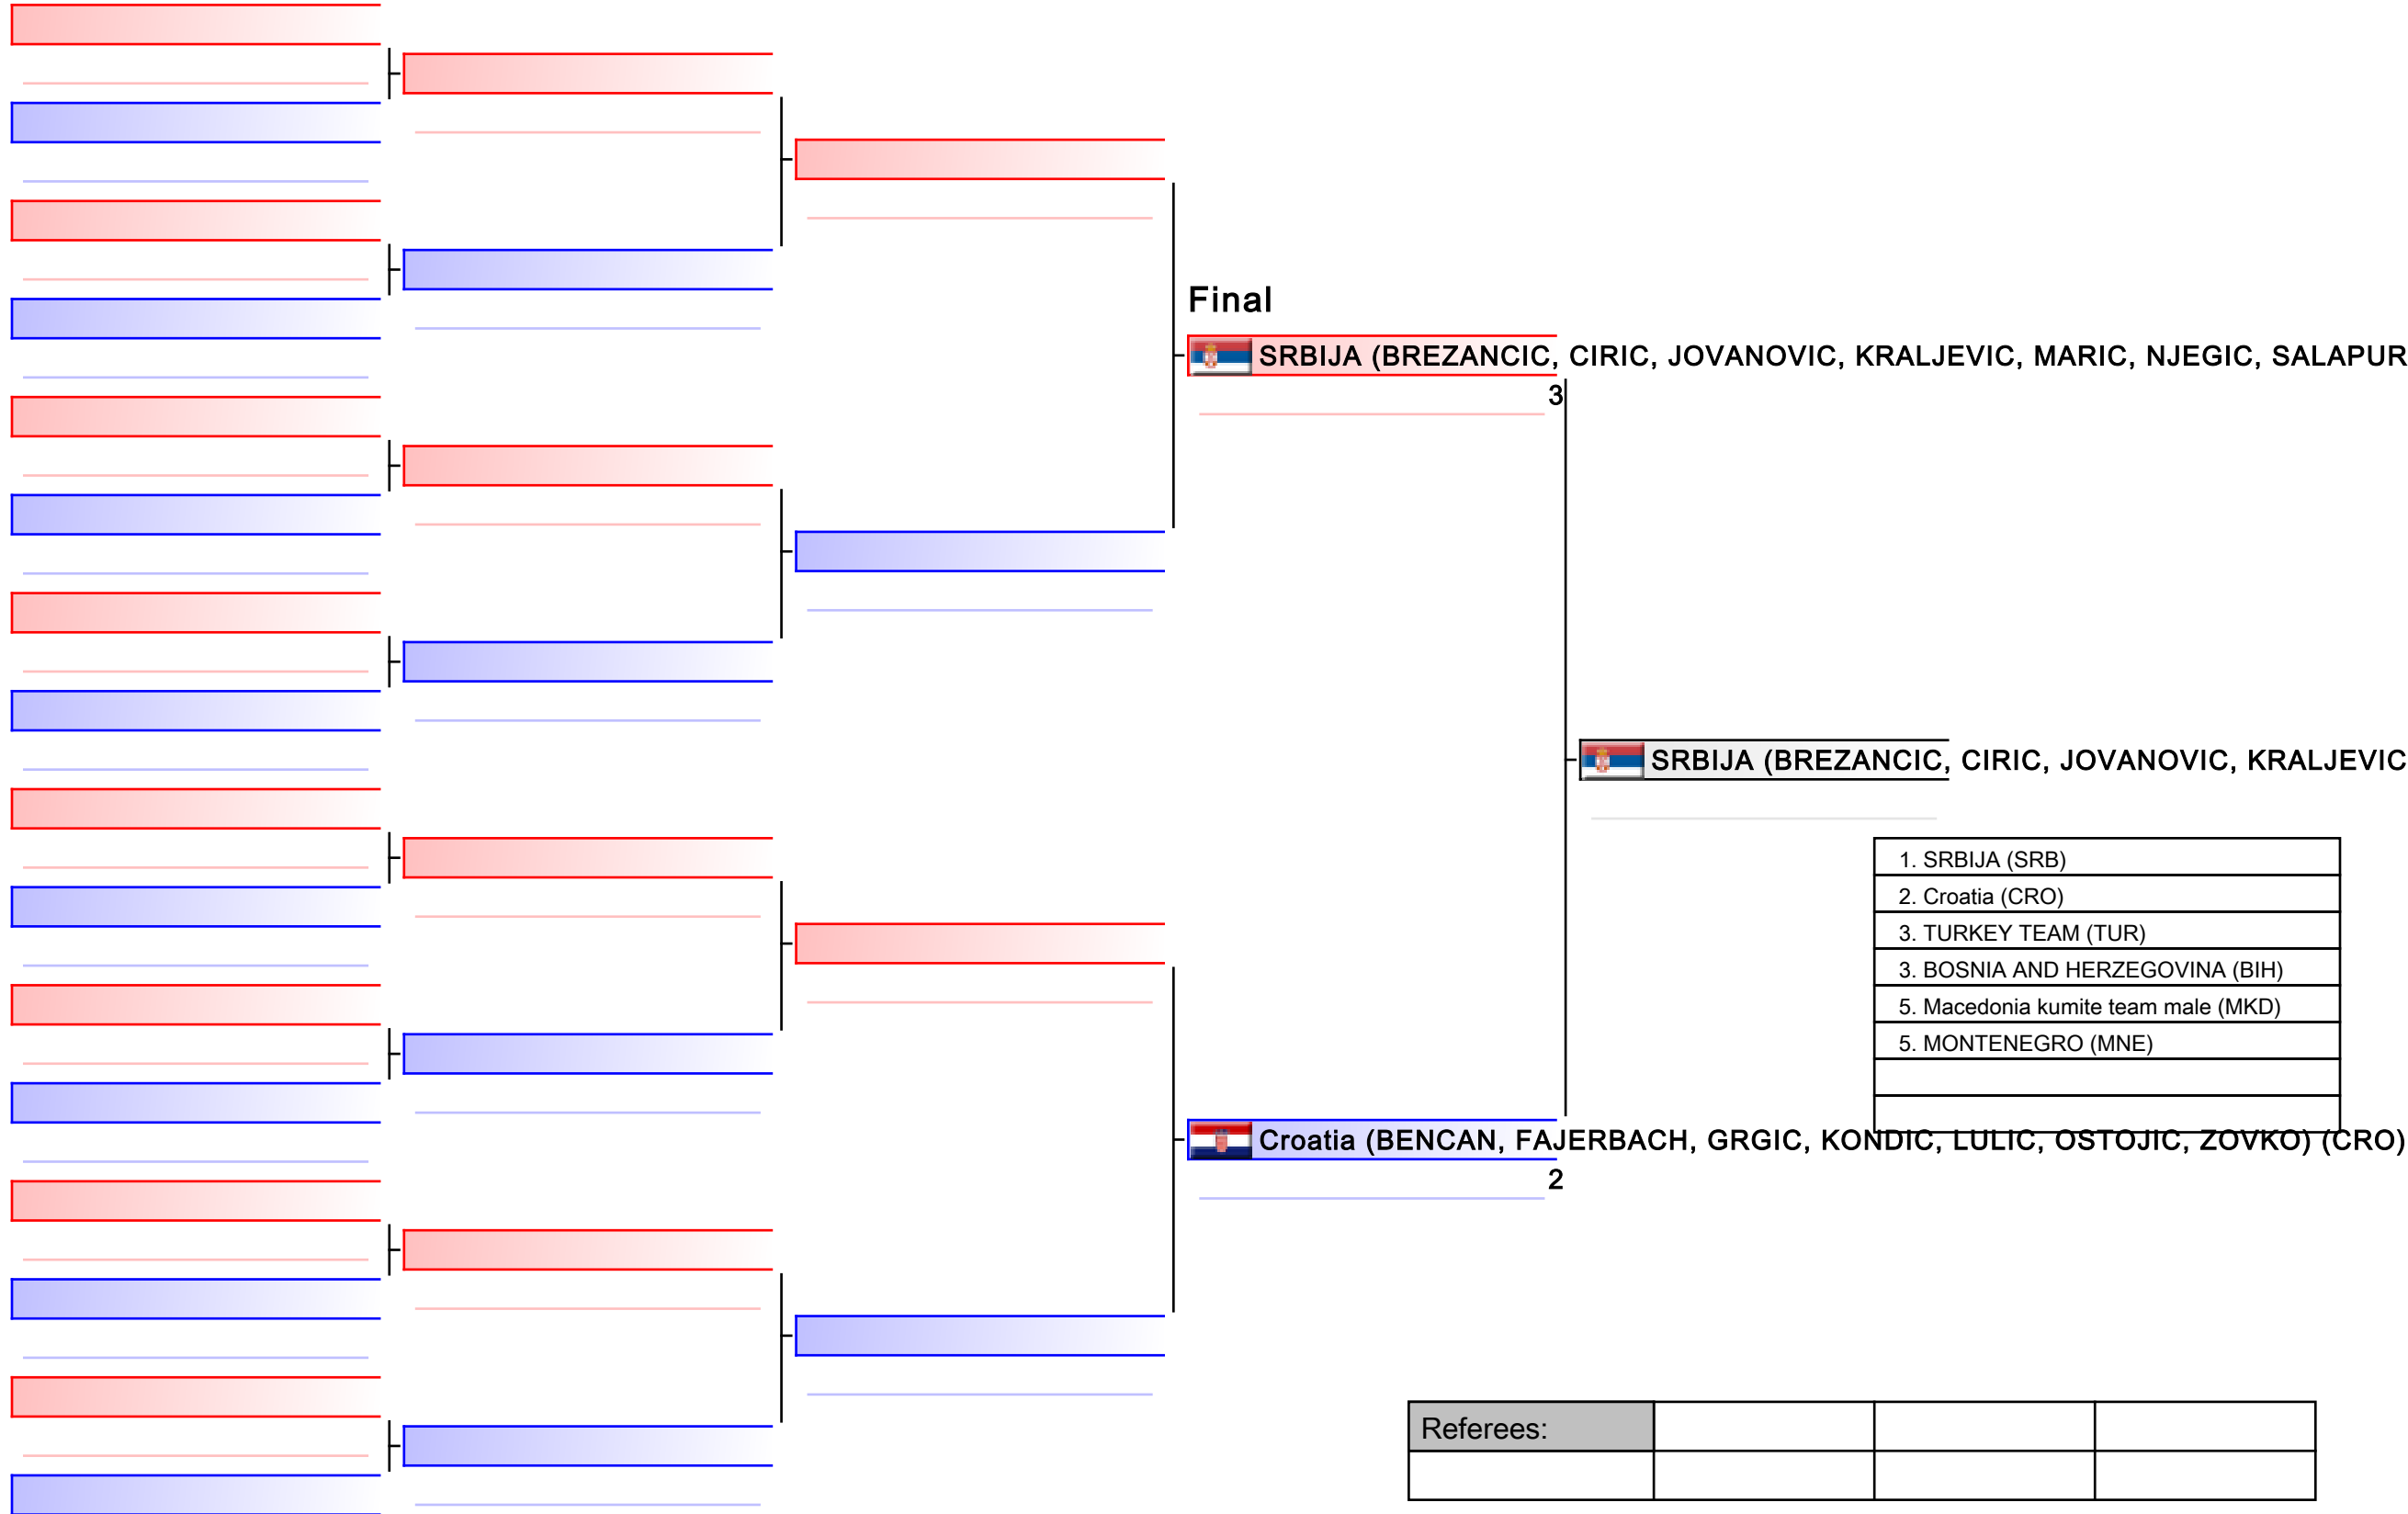 Final
SRBIJA (BREZANCIC, CIRIC, JOVANOVIC, KRALJEVIC, MARIC, NJEGIC, SALAPUR
3
SRBIJA (BREZANCIC, CIRIC, JOVANOVIC, KRALJEVIC
1. SRBIJA (SRB)
2. Croatia (CRO)
3. TURKEY TEAM (TUR)
3. BOSNIA AND HERZEGOVINA (BIH)
5. Macedonia kumite team male (MKD)
5. MONTENEGRO (MNE)
Croatia (BENCAN, FAJERBACH, GRGIC, KONDIC, LULIC, OSTOJIC, ZOVKO) (CRO)
2
Referees: